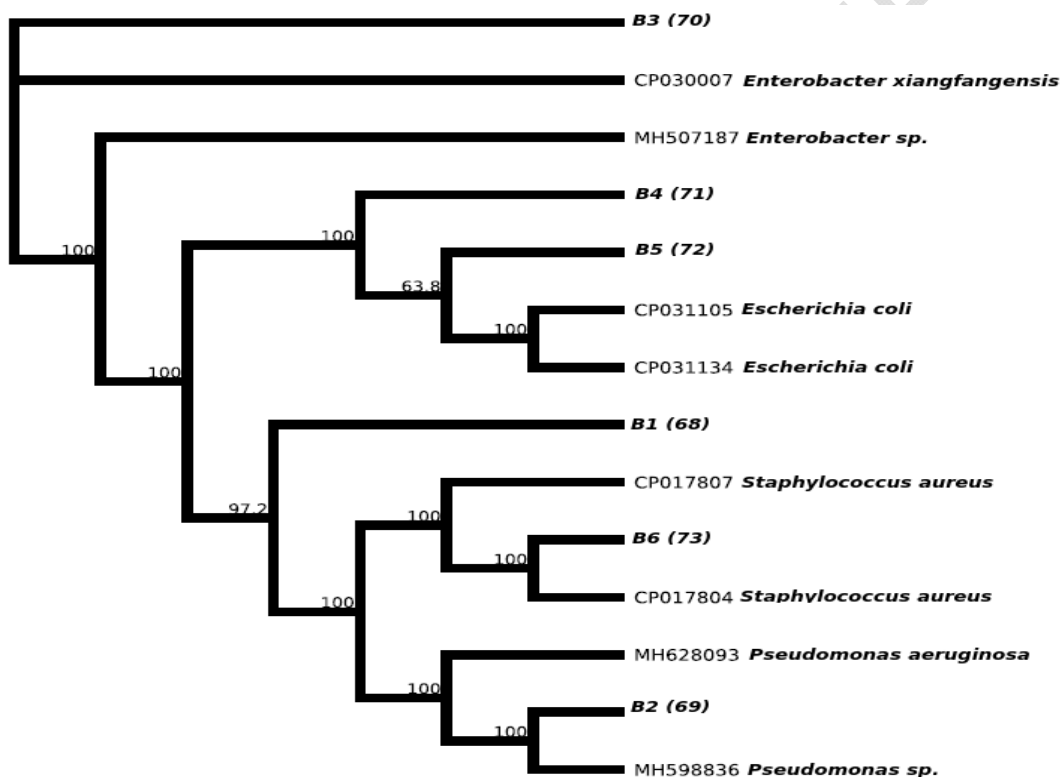 B3 (70)
CP030007 Enterobacter xiangfangensis
MH507187 Enterobacter sp.
B4 (71)
100
100
B5 (72)
63.8
CP031105 Escherichia coli
100
CP031134 Escherichia coli
100
B1 (68)
CP017807 Staphylococcus aureus
97.2
100
B6 (73)
100
CP017804 Staphylococcus aureus
100
MH628093 Pseudomonas aeruginosa
100
B2 (69)
100
MH598836 Pseudomonas sp.